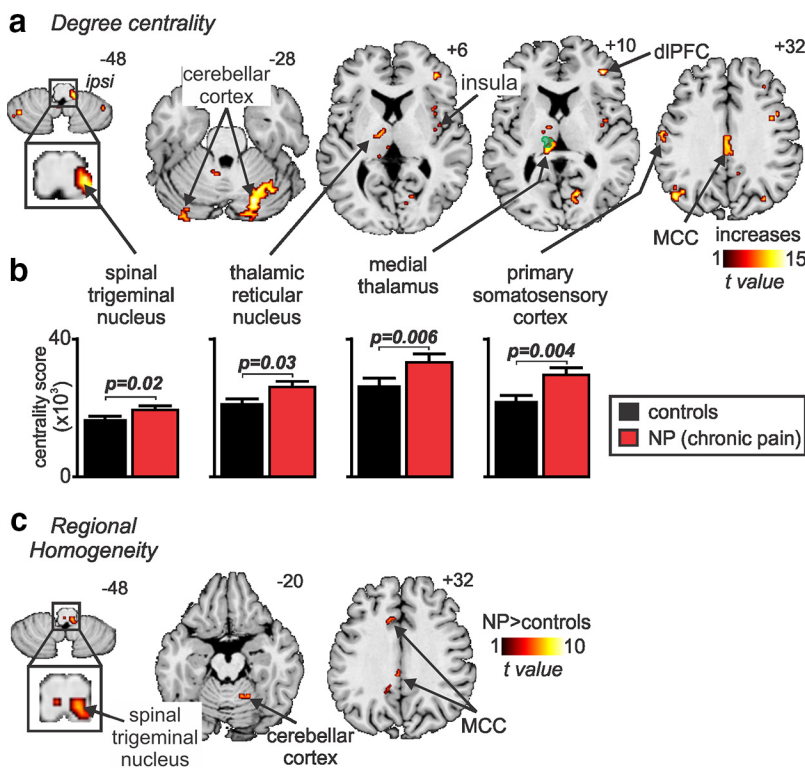 a Degree centrality
-48
ipsi
-28
cerebellar
cortex
+6
insula
+10
dlPFC
+32
MCC
increases
1 15
t value
b
spinal
trigeminal
nucleus
thalamic
reticular
nucleus
medial
thalamus
primary
somatosensory
cortex
centrality score
(x10³)
40
0
p=0.02
p=0.03
p=0.006
p=0.004
controls
NP (chronic pain)
c Regional
Homogeneity
-48
spinal
trigeminal
nucleus
-20
cerebellar
cortex
+32
MCC
NP>controls
1 10
t value